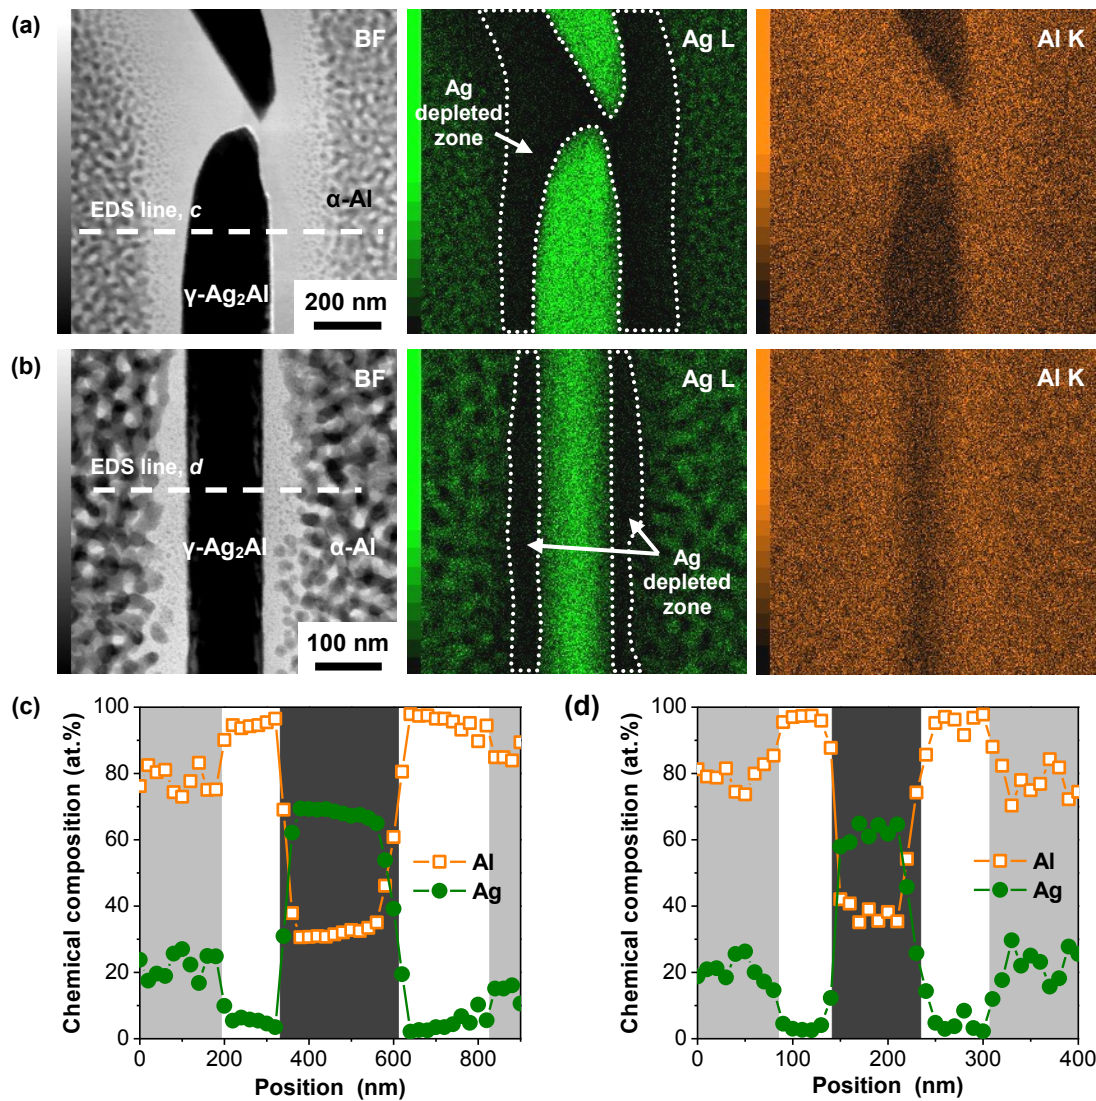 (a)
BF
EDS line, c
α-Al
γ-Ag₂Al
200 nm
Ag L
Ag
depleted
zone
Al K
(b)
BF
EDS line, d
γ-Ag₂Al
α-Al
100 nm
Ag L
Ag
depleted
zone
Al K
(c)
Chemical composition (at.%)
100
80
60
40
20
0
Al
Ag
0 200 400 600 800
Position (nm)
(d)
Chemical composition (at.%)
100
80
60
40
20
0
Al
Ag
0 100 200 300 400
Position (nm)